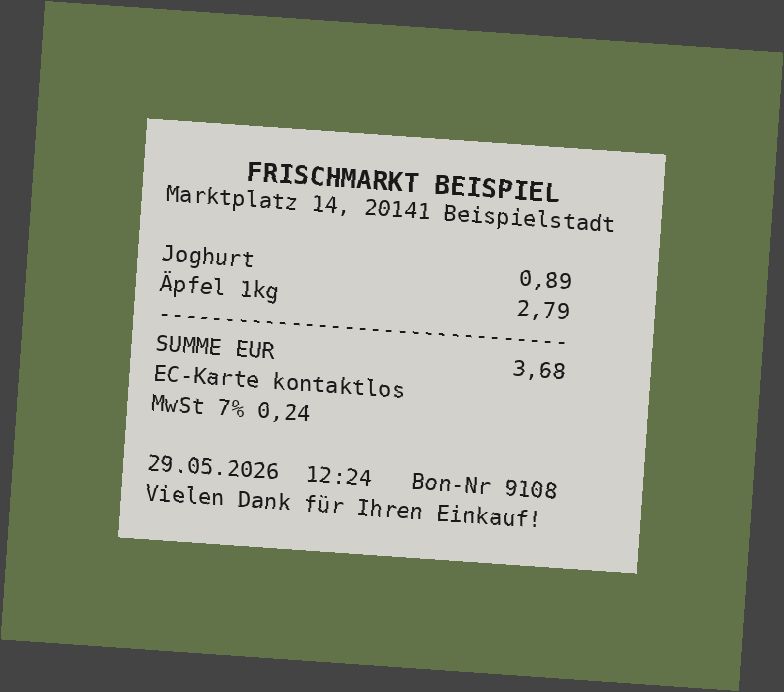 FRISCHMARKT BEISPIEL
Marktplatz 14, 20141 Beispielstadt
Joghurt 0,89
Äpfel 1kg 2,79
--------------------------------
SUMME EUR 3,68
EC-Karte kontaktlos
MwSt 7% 0,24
29.05.2026 12:24 Bon-Nr 9108
Vielen Dank für Ihren Einkauf!